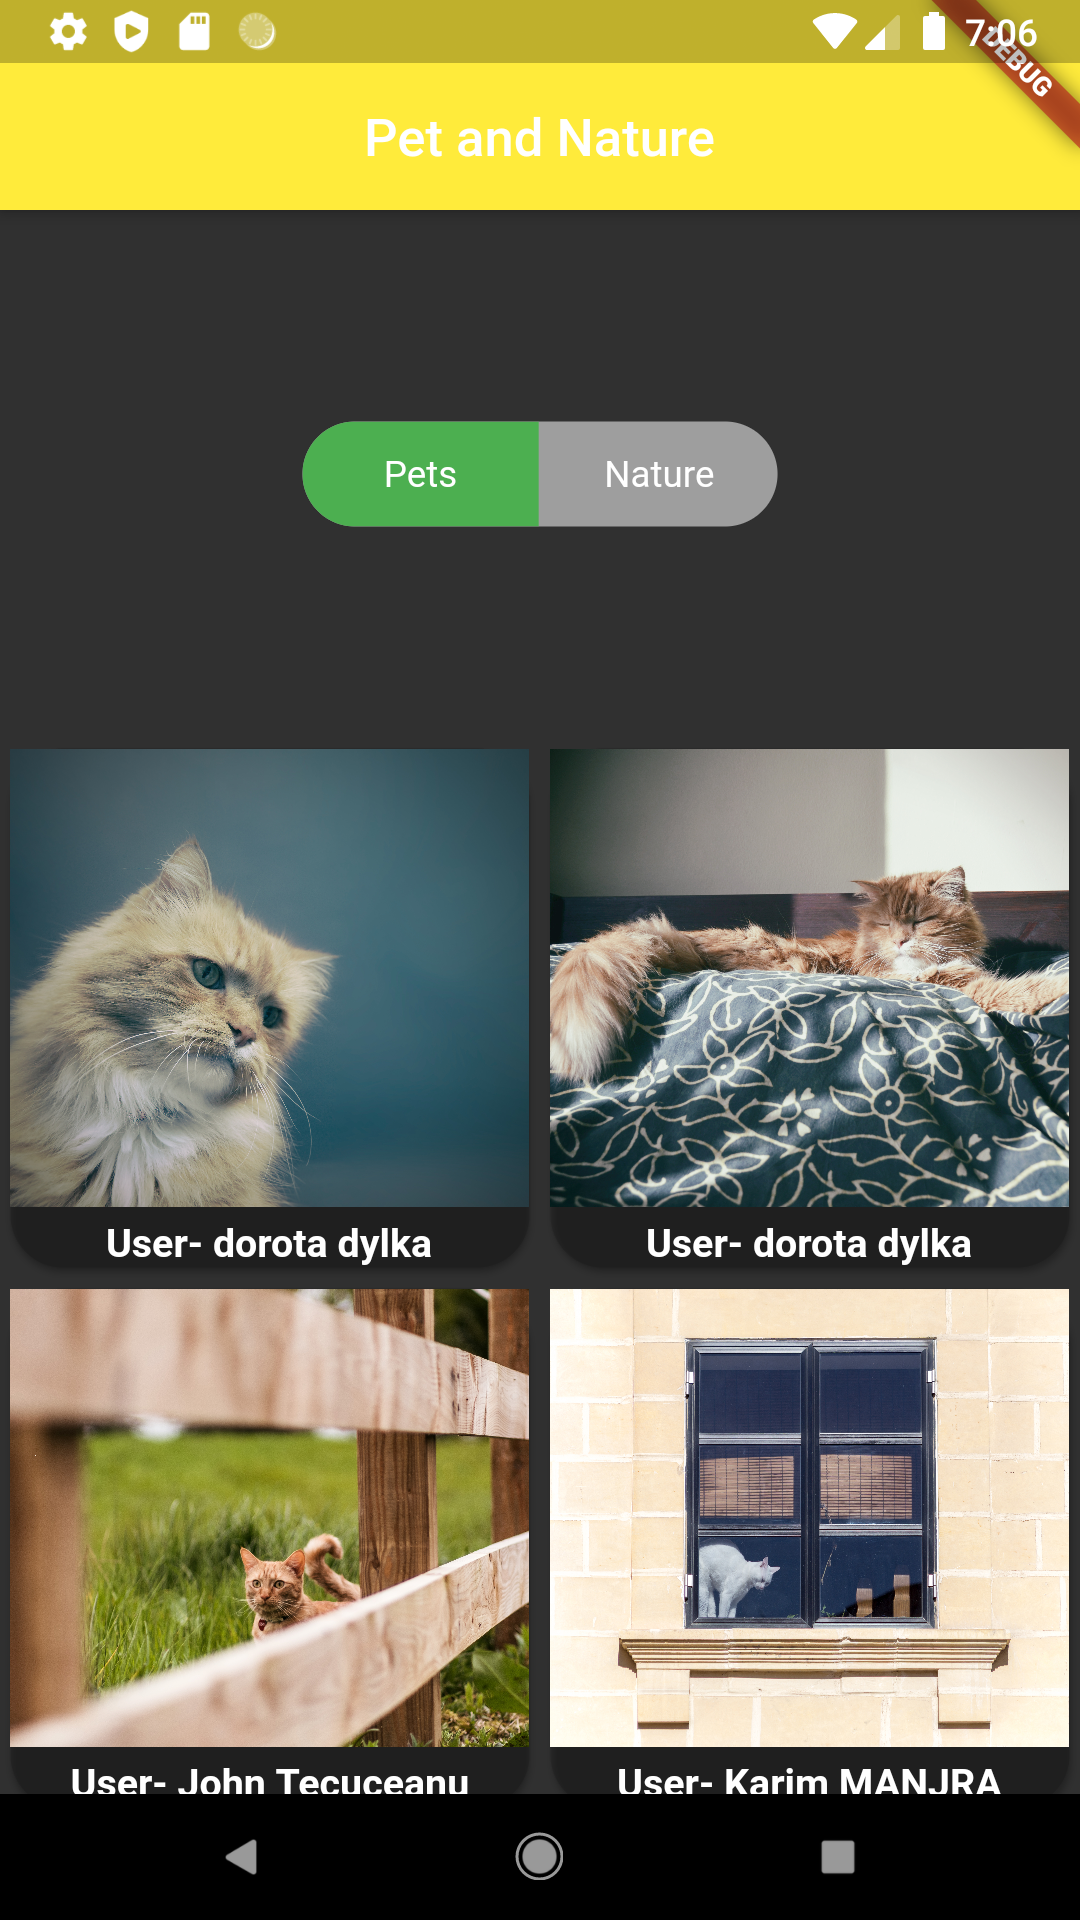 7:06
DEBUG
Pet and Nature
Pets
Nature
User- dorota dylka
User- dorota dylka
User- John Tecuceanu
User- Karim MANJRA